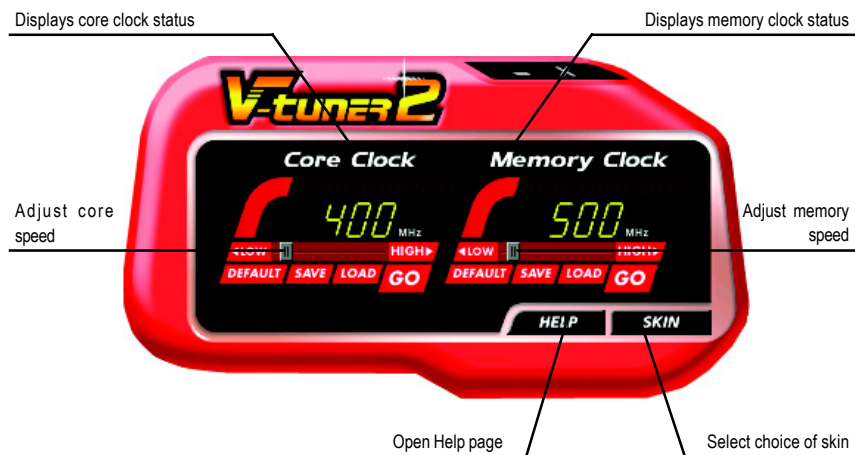 Displays core clock status
Displays memory clock status
V-tuner2
Core Clock
Memory Clock
Adjust core speed
400 MHz
500 MHz
Adjust memory speed
◄LOW HIGH►
◄LOW HIGH►
DEFAULT SAVE LOAD GO
DEFAULT SAVE LOAD GO
HELP SKIN
Open Help page
Select choice of skin